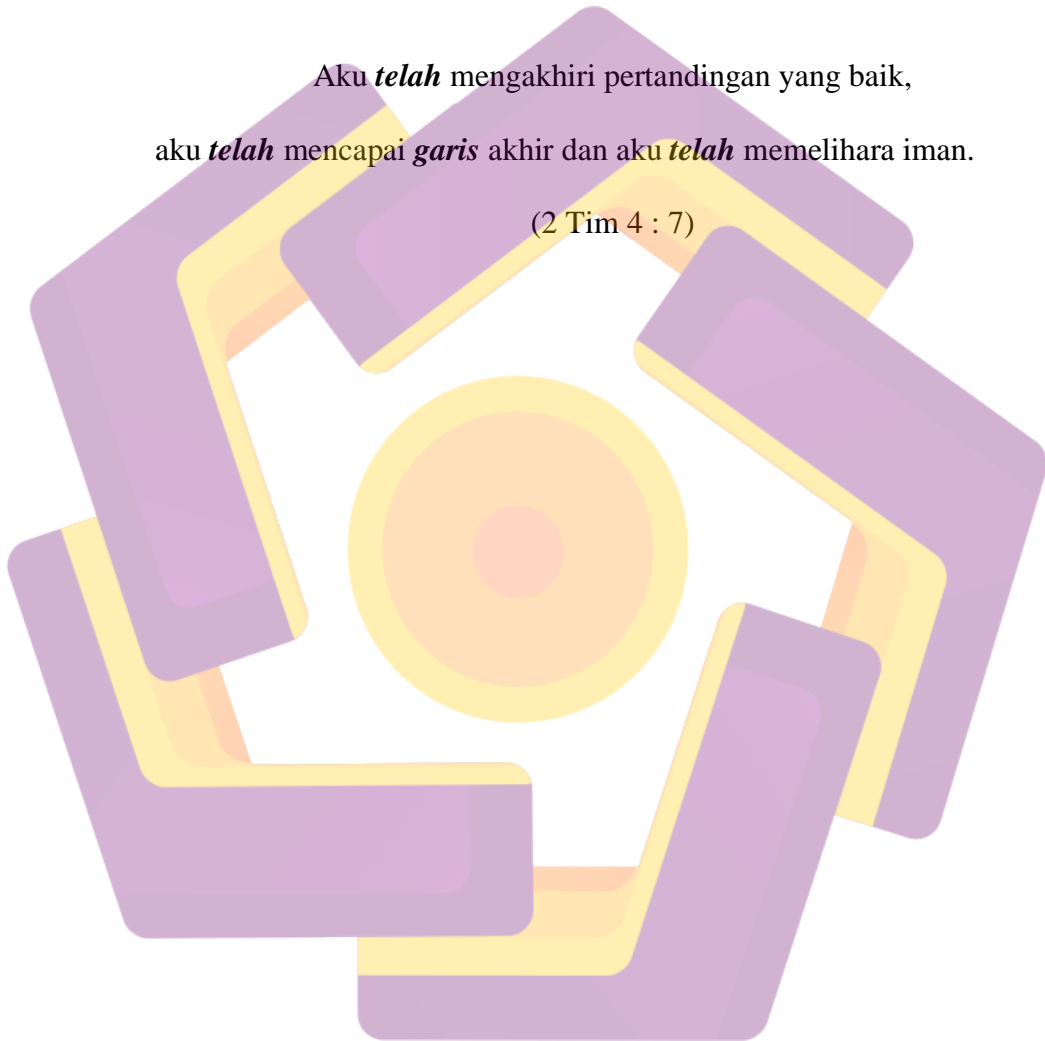 Aku telah mengakhiri pertandingan yang baik,
aku telah mencapai garis akhir dan aku telah memelihara iman.
(2 Tim 4 : 7)